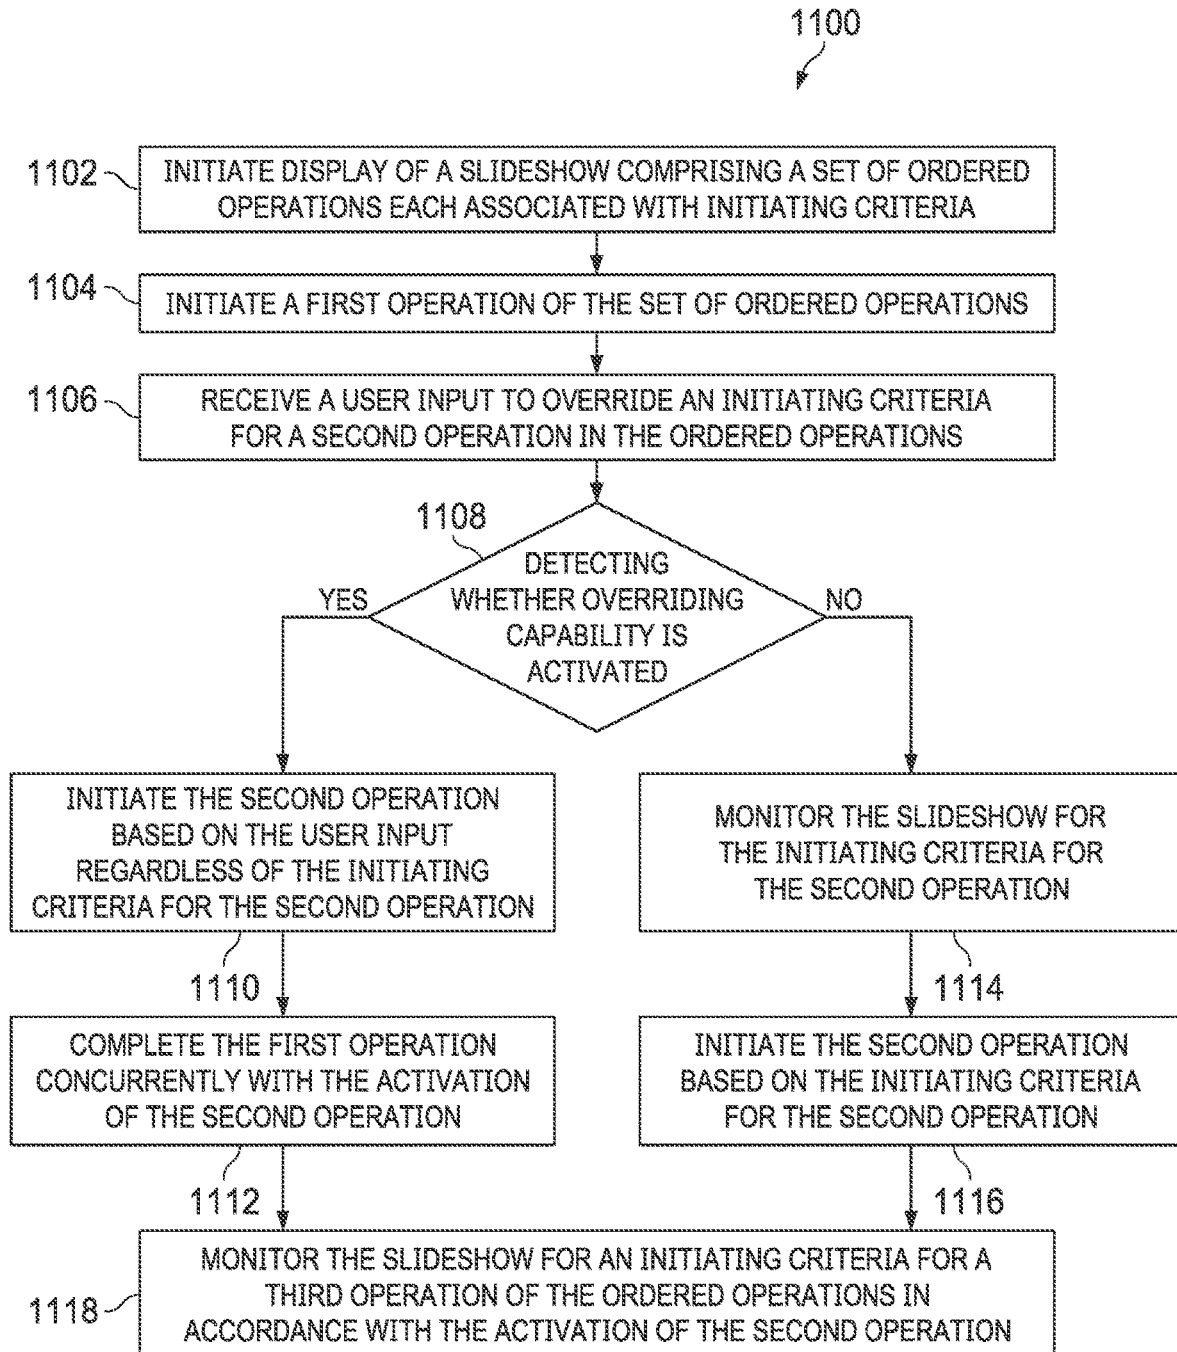 1100
1102
INITIATE DISPLAY OF A SLIDESHOW COMPRISING A SET OF ORDERED
OPERATIONS EACH ASSOCIATED WITH INITIATING CRITERIA
1104
INITIATE A FIRST OPERATION OF THE SET OF ORDERED OPERATIONS
1106
RECEIVE A USER INPUT TO OVERRIDE AN INITIATING CRITERIA
FOR A SECOND OPERATION IN THE ORDERED OPERATIONS
1108
DETECTING
WHETHER OVERRIDING
CAPABILITY IS
ACTIVATED
YES
NO
INITIATE THE SECOND OPERATION
BASED ON THE USER INPUT
REGARDLESS OF THE INITIATING
CRITERIA FOR THE SECOND OPERATION
1110
COMPLETE THE FIRST OPERATION
CONCURRENTLY WITH THE ACTIVATION
OF THE SECOND OPERATION
1112
MONITOR THE SLIDESHOW FOR
THE INITIATING CRITERIA FOR
THE SECOND OPERATION
1114
INITIATE THE SECOND OPERATION
BASED ON THE INITIATING CRITERIA
FOR THE SECOND OPERATION
1116
1118
MONITOR THE SLIDESHOW FOR AN INITIATING CRITERIA FOR A
THIRD OPERATION OF THE ORDERED OPERATIONS IN
ACCORDANCE WITH THE ACTIVATION OF THE SECOND OPERATION